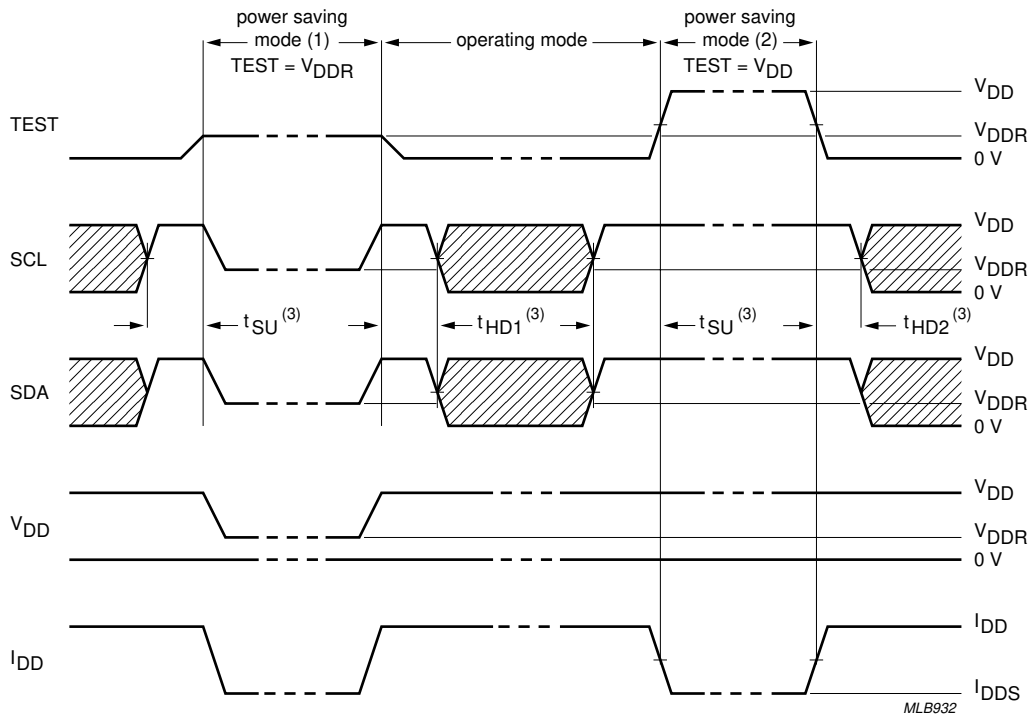 power saving
mode (1)
TEST = VDDR
operating mode
power saving
mode (2)
TEST = VDD
TEST
VDD
VDDR
0 V
SCL
VDD
VDDR
0 V
tSU(3)
tHD1(3)
tSU(3)
tHD2(3)
SDA
VDD
VDDR
0 V
VDD
VDD
VDDR
0 V
IDD
IDD
IDDS
MLB932